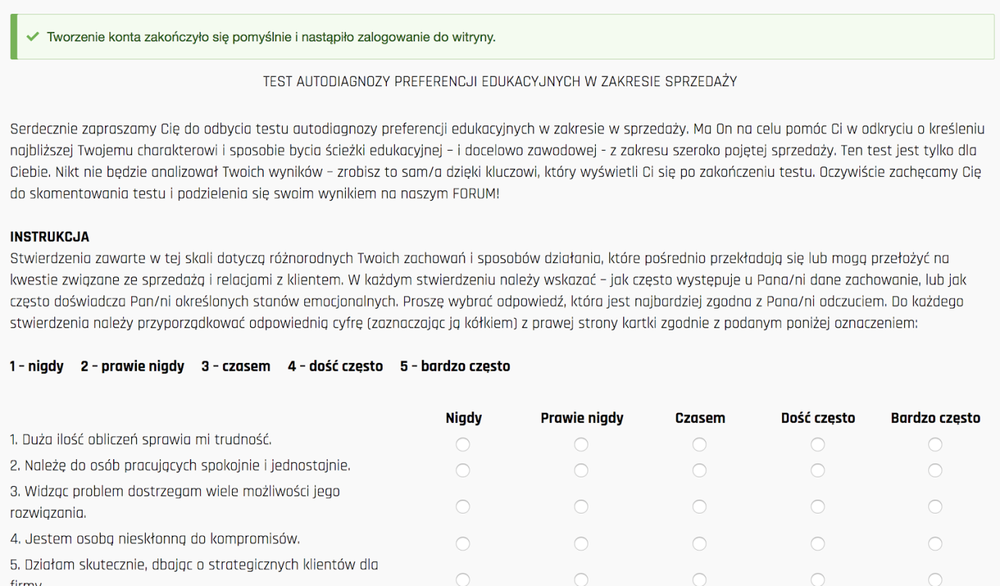 Tworzenie konta zakończyło się pomyślnie i nastąpiło zalogowanie do witryny.
TEST AUTODIAGNOZY PREFERENCJI EDUKACYJNYCH W ZAKRESIE SPRZEDAŻY
Serdecznie zapraszamy Cię do odbycia testu autodiagnozy preferencji edukacyjnych w zakresie w sprzedaży. Ma On na celu pomóc Ci w odkryciu o kreśleniu
najbliższej Twojemu charakterowi i sposobie bycia ścieżki edukacyjnej – i docelowo zawodowej - z zakresu szeroko pojętej sprzedaży. Ten test jest tylko dla
Ciebie. Nikt nie będzie analizował Twoich wyników – zrobisz to sam/a dzięki kluczowi, który wyświetli Ci się po zakończeniu testu. Oczywiście zachęcamy Cię
do skomentowania testu i podzielenia się swoim wynikiem na naszym FORUM!
INSTRUKCJA
Stwierdzenia zawarte w tej skali dotyczą różnorodnych Twoich zachowań i sposobów działania, które pośrednio przekładają się lub mogą przełożyć na
kwestie związane ze sprzedażą i relacjami z klientem. W każdym stwierdzeniu należy wskazać – jak często występuje u Pana/ni dane zachowanie, lub jak
często doświadcza Pan/ni określonych stanów emocjonalnych. Proszę wybrać odpowiedź, która jest najbardziej zgodna z Pana/ni odczuciem. Do każdego
stwierdzenia należy przyporządkować odpowiednią cyfrę (zaznaczając ją kółkiem) z prawej strony kartki zgodnie z podanym poniżej oznaczeniem:
1 – nigdy 2 – prawie nigdy 3 – czasem 4 – dość często 5 – bardzo często
Nigdy Prawie nigdy Czasem Dość często Bardzo często
1. Duża ilość obliczeń sprawia mi trudność.
2. Należę do osób pracujących spokojnie i jednostajnie.
3. Widząc problem dostrzegam wiele możliwości jego
rozwiązania.
4. Jestem osobą nieskłonną do kompromisów.
5. Działam skutecznie, dbając o strategicznych klientów dla
firmy.